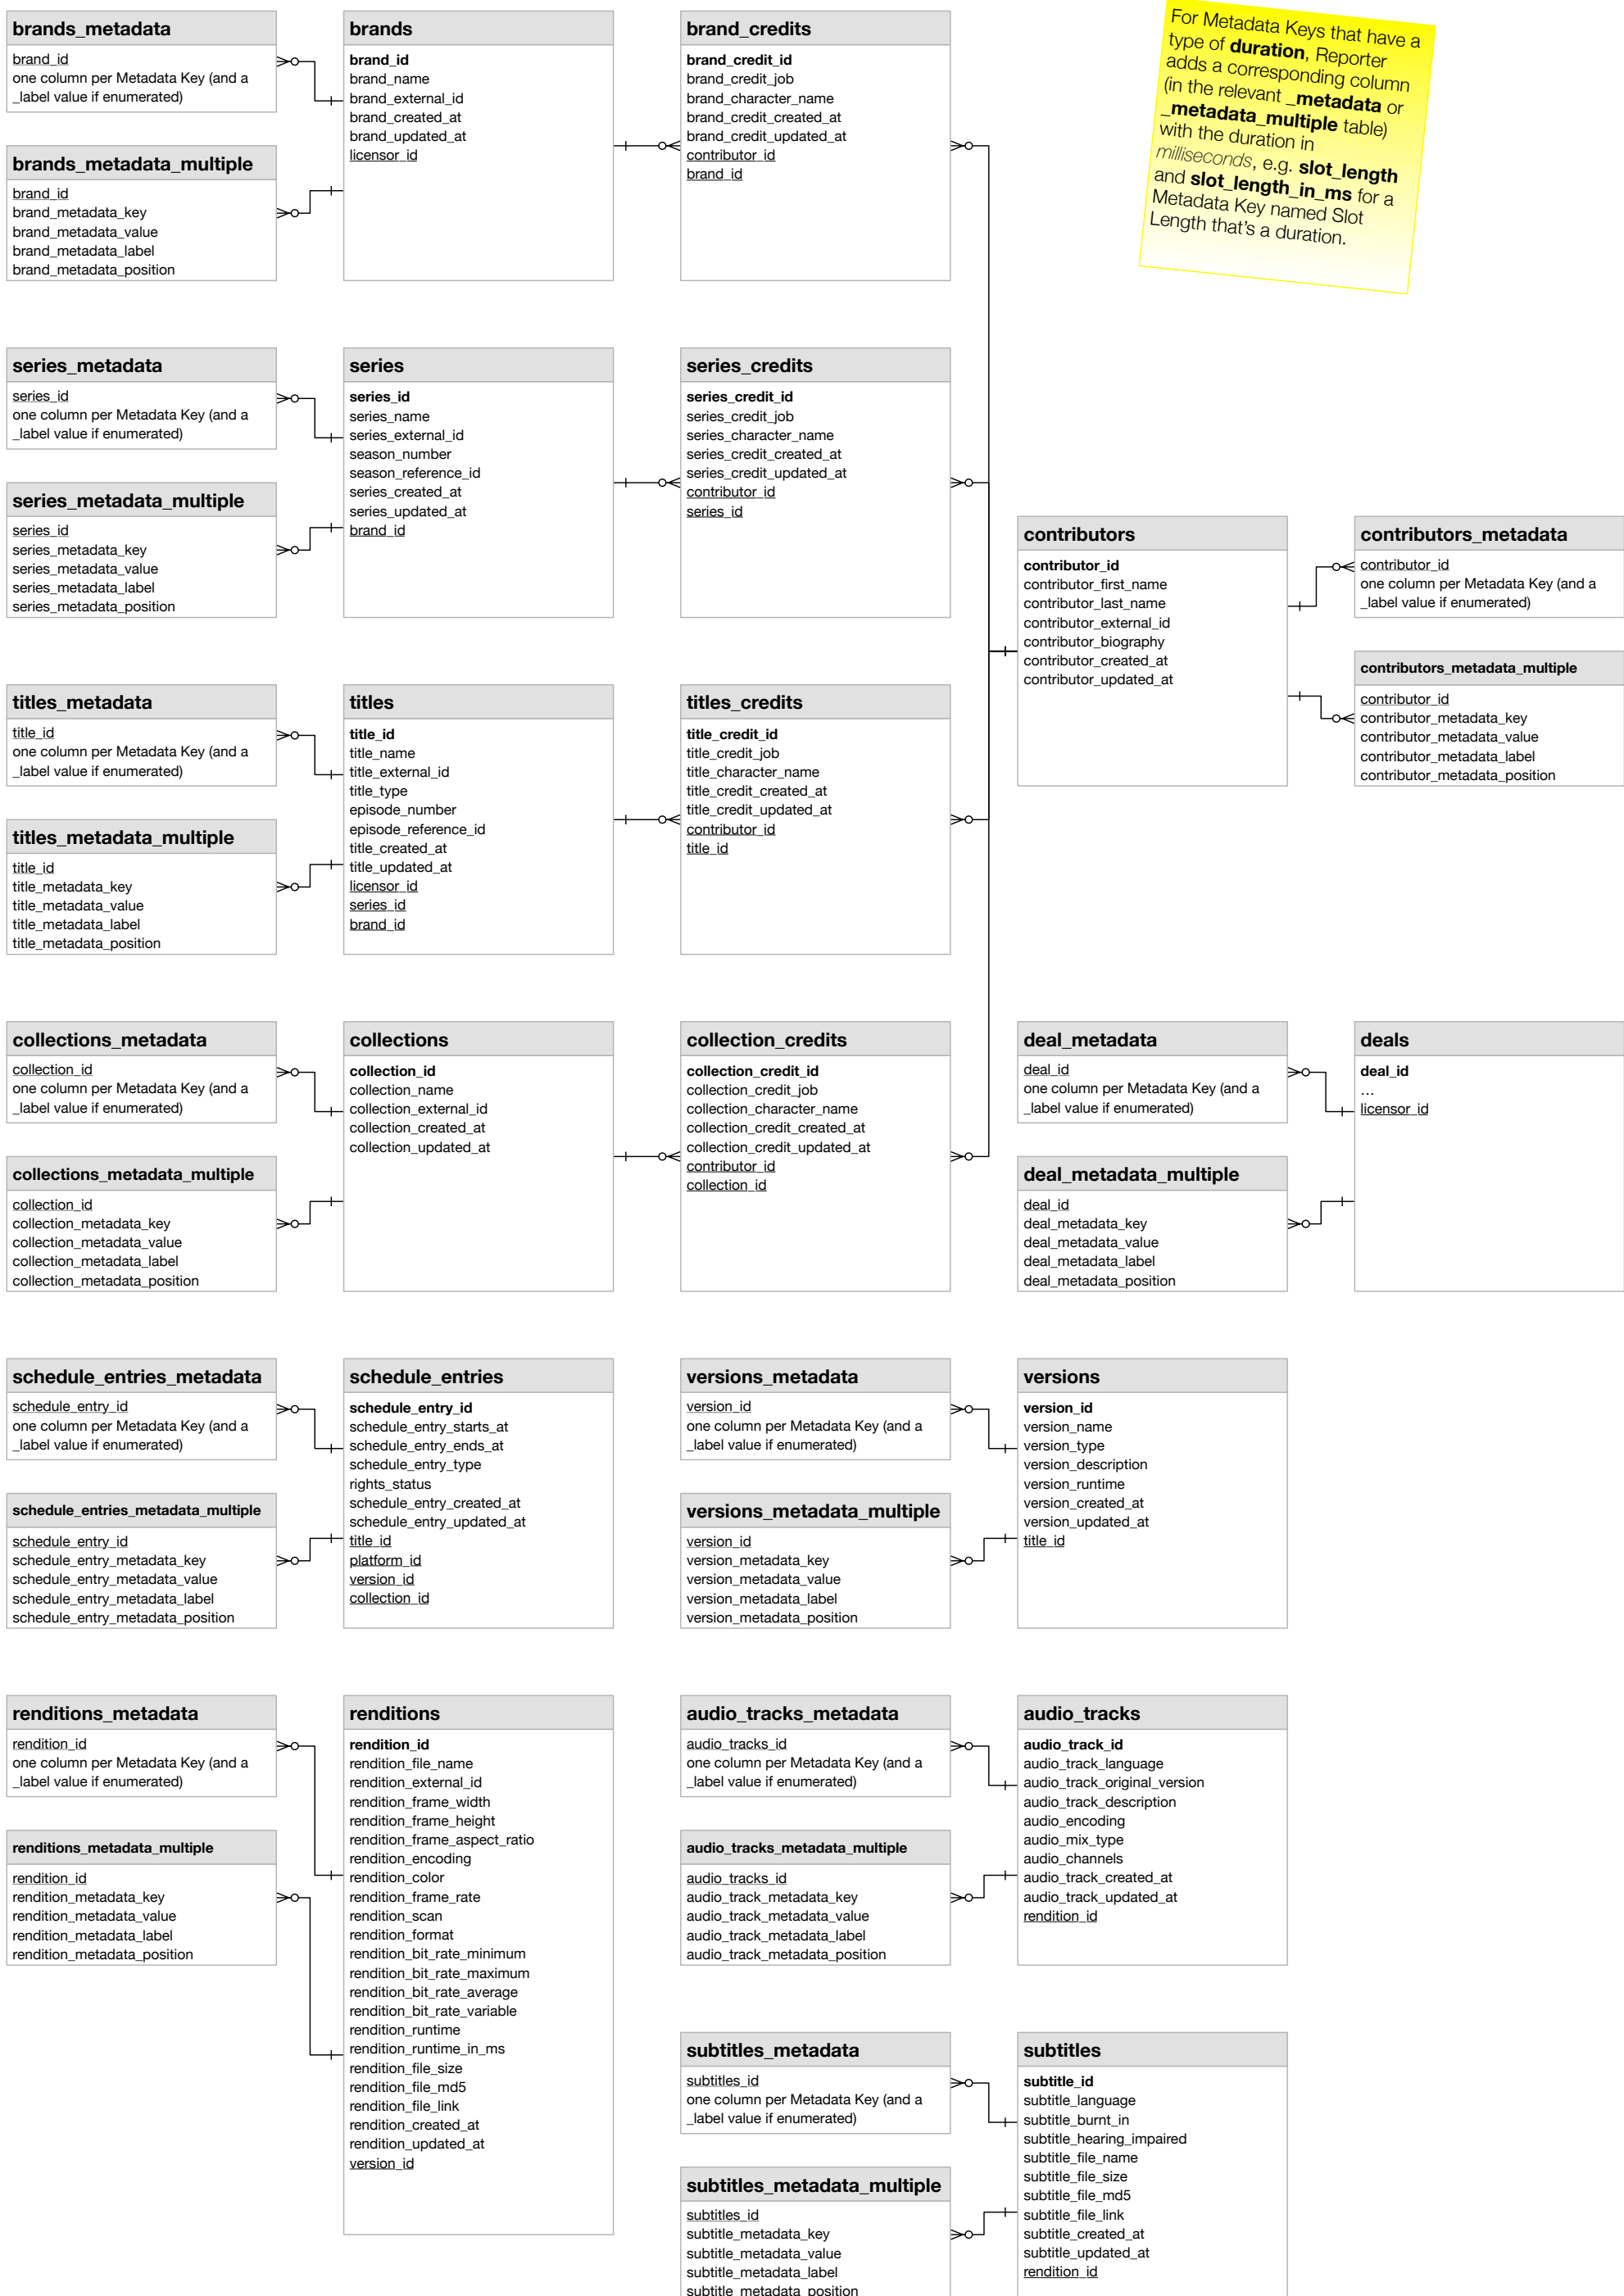 brands_metadata
brand_id
one column per Metadata Key (and a
_label value if enumerated)
brands_metadata_multiple
brand_id
brand_metadata_key
brand_metadata_value
brand_metadata_label
brand_metadata_position
brands
brand_id
brand_name
brand_external_id
brand_created_at
brand_updated_at
licensor_id
brand_credits
brand_credit_id
brand_credit_job
brand_character_name
brand_credit_created_at
brand_credit_updated_at
contributor_id
brand_id
For Metadata Keys that have a
type of duration, Reporter
adds a corresponding column
(in the relevant _metadata or
_metadata_multiple table)
with the duration in
milliseconds, e.g. slot_length
and slot_length_in_ms for a
Metadata Key named Slot
Length that's a duration.
series_metadata
series_id
one column per Metadata Key (and a
_label value if enumerated)
series_metadata_multiple
series_id
series_metadata_key
series_metadata_value
series_metadata_label
series_metadata_position
series
series_id
series_name
series_external_id
season_number
season_reference_id
series_created_at
series_updated_at
brand_id
series_credits
series_credit_id
series_credit_job
series_character_name
series_credit_created_at
series_credit_updated_at
contributor_id
series_id
contributors
contributor_id
contributor_first_name
contributor_last_name
contributor_external_id
contributor_biography
contributor_created_at
contributor_updated_at
contributors_metadata
contributor_id
one column per Metadata Key (and a
_label value if enumerated)
contributors_metadata_multiple
contributor_id
contributor_metadata_key
contributor_metadata_value
contributor_metadata_label
contributor_metadata_position
titles_metadata
title_id
one column per Metadata Key (and a
_label value if enumerated)
titles_metadata_multiple
title_id
title_metadata_key
title_metadata_value
title_metadata_label
title_metadata_position
titles
title_id
title_name
title_external_id
title_type
episode_number
episode_reference_id
title_created_at
title_updated_at
licensor_id
series_id
brand_id
titles_credits
title_credit_id
title_credit_job
title_character_name
title_credit_created_at
title_credit_updated_at
contributor_id
title_id
collections_metadata
collection_id
one column per Metadata Key (and a
_label value if enumerated)
collections_metadata_multiple
collection_id
collection_metadata_key
collection_metadata_value
collection_metadata_label
collection_metadata_position
collections
collection_id
collection_name
collection_external_id
collection_created_at
collection_updated_at
collection_credits
collection_credit_id
collection_credit_job
collection_character_name
collection_credit_created_at
collection_credit_updated_at
contributor_id
collection_id
deal_metadata
deal_id
one column per Metadata Key (and a
_label value if enumerated)
deal_metadata_multiple
deal_id
deal_metadata_key
deal_metadata_value
deal_metadata_label
deal_metadata_position
deals
deal_id
...
licensor_id
schedule_entries_metadata
schedule_entry_id
one column per Metadata Key (and a
_label value if enumerated)
schedule_entries_metadata_multiple
schedule_entry_id
schedule_entry_metadata_key
schedule_entry_metadata_value
schedule_entry_metadata_label
schedule_entry_metadata_position
schedule_entries
schedule_entry_id
schedule_entry_starts_at
schedule_entry_ends_at
schedule_entry_type
rights_status
schedule_entry_created_at
schedule_entry_updated_at
title_id
platform_id
version_id
collection_id
versions_metadata
version_id
one column per Metadata Key (and a
_label value if enumerated)
versions_metadata_multiple
version_id
version_metadata_key
version_metadata_value
version_metadata_label
version_metadata_position
versions
version_id
version_name
version_type
version_description
version_runtime
version_created_at
version_updated_at
title_id
renditions_metadata
rendition_id
one column per Metadata Key (and a
_label value if enumerated)
renditions_metadata_multiple
rendition_id
rendition_metadata_key
rendition_metadata_value
rendition_metadata_label
rendition_metadata_position
renditions
rendition_id
rendition_file_name
rendition_external_id
rendition_frame_width
rendition_frame_height
rendition_frame_aspect_ratio
rendition_encoding
rendition_color
rendition_frame_rate
rendition_scan
rendition_format
rendition_bit_rate_minimum
rendition_bit_rate_maximum
rendition_bit_rate_average
rendition_bit_rate_variable
rendition_runtime
rendition_runtime_in_ms
rendition_file_size
rendition_file_md5
rendition_file_link
rendition_created_at
rendition_updated_at
version_id
audio_tracks_metadata
audio_tracks_id
one column per Metadata Key (and a
_label value if enumerated)
audio_tracks_metadata_multiple
audio_tracks_id
audio_track_metadata_key
audio_track_metadata_value
audio_track_metadata_label
audio_track_metadata_position
audio_tracks
audio_track_id
audio_track_language
audio_track_original_version
audio_track_description
audio_encoding
audio_mix_type
audio_channels
audio_track_created_at
audio_track_updated_at
rendition_id
subtitles_metadata
subtitles_id
one column per Metadata Key (and a
_label value if enumerated)
subtitles_metadata_multiple
subtitles_id
subtitle_metadata_key
subtitle_metadata_value
subtitle_metadata_label
subtitle_metadata_position
subtitles
subtitle_id
subtitle_language
subtitle_burnt_in
subtitle_hearing_impaired
subtitle_file_name
subtitle_file_size
subtitle_file_md5
subtitle_file_link
subtitle_created_at
subtitle_updated_at
rendition_id